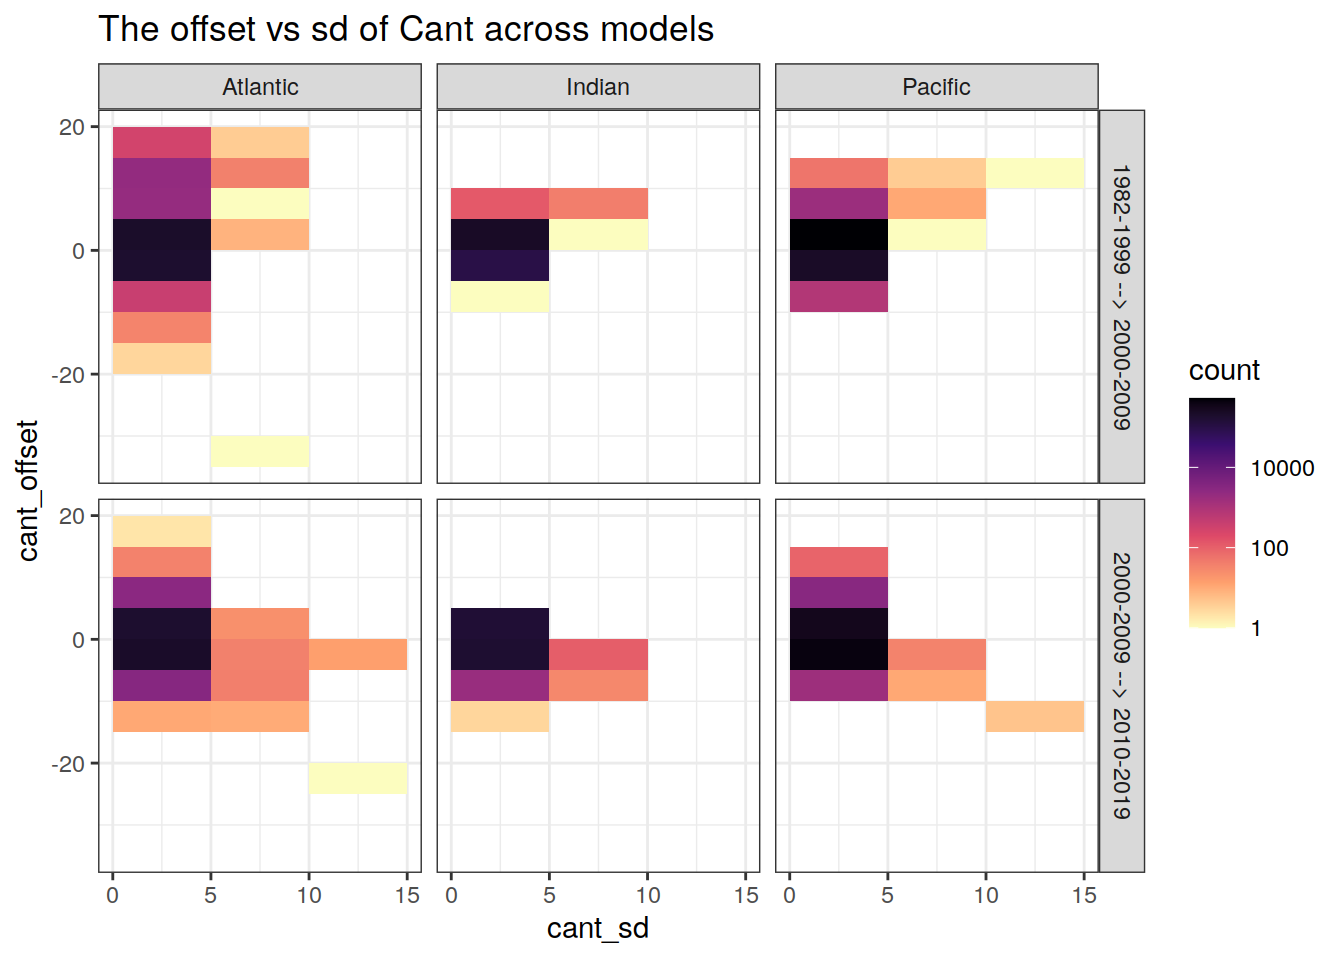 The offset vs sd of Cant across models
Atlantic
Indian
Pacific
20
0
-20
1982-1999 --> 2000-2009
20
0
-20
2000-2009 --> 2010-2019
cant_offset
0
5
10
15
0
5
10
15
0
5
10
15
cant_sd
count
10000
100
1